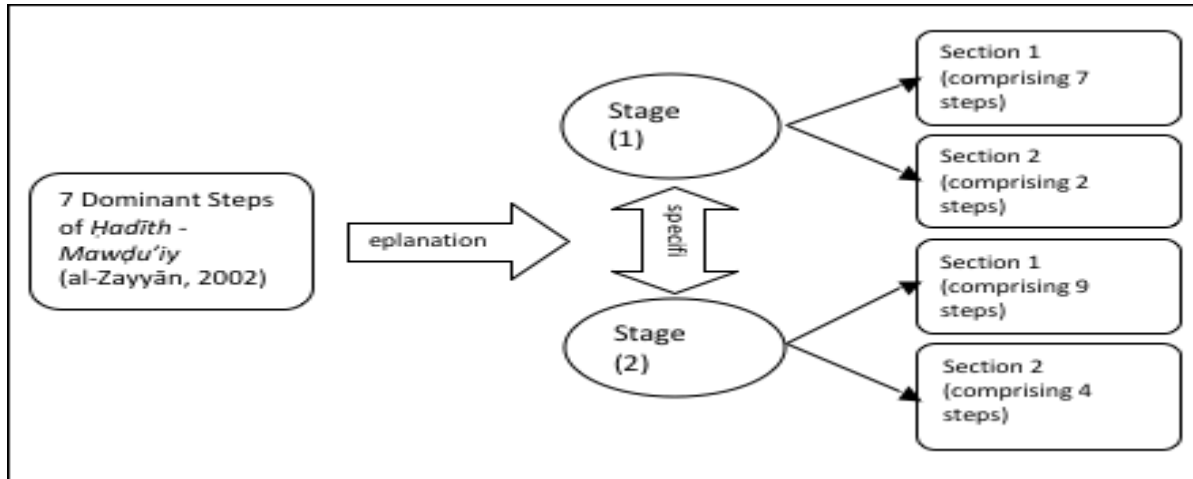 7 Dominant Steps
of Ḥadīth -
Mawḍu’iy
(al-Zayyān, 2002)
eplanation
Stage
(1)
specifi
Stage
(2)
Section 1
(comprising 7
steps)
Section 2
(comprising 2
steps)
Section 1
(comprising 9
steps)
Section 2
(comprising 4
steps)